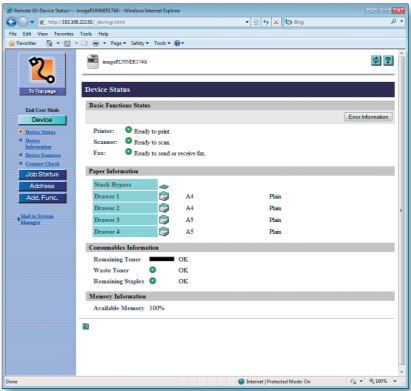 Remote UI<Device Status> : imageRUNNER1740i - Windows Internet Explorer
http://192.168.222.81/_devmg.html
Bing
File Edit View Favorites Tools Help
Favorites
Page Safety Tools
imageRUNNER1740i
To Top page
Device Status
End-User Mode
Device
Device Status
Device Information
Device Features
Counter Check
Job Status
Address
Add. Func.
Mail to System Manager
Basic Functions Status
Error Information
Printer: Ready to print.
Scanner: Ready to scan.
Fax: Ready to send or receive fax.
Paper Information
Stack Bypass
Drawer 1 A4 Plain
Drawer 2 A4 Plain
Drawer 3 A5 Plain
Drawer 4 A5 Plain
Consumables Information
Remaining Toner OK
Waste Toner OK
Remaining Staples OK
Memory Information
Available Memory 100%
Done
Internet | Protected Mode: On
100%